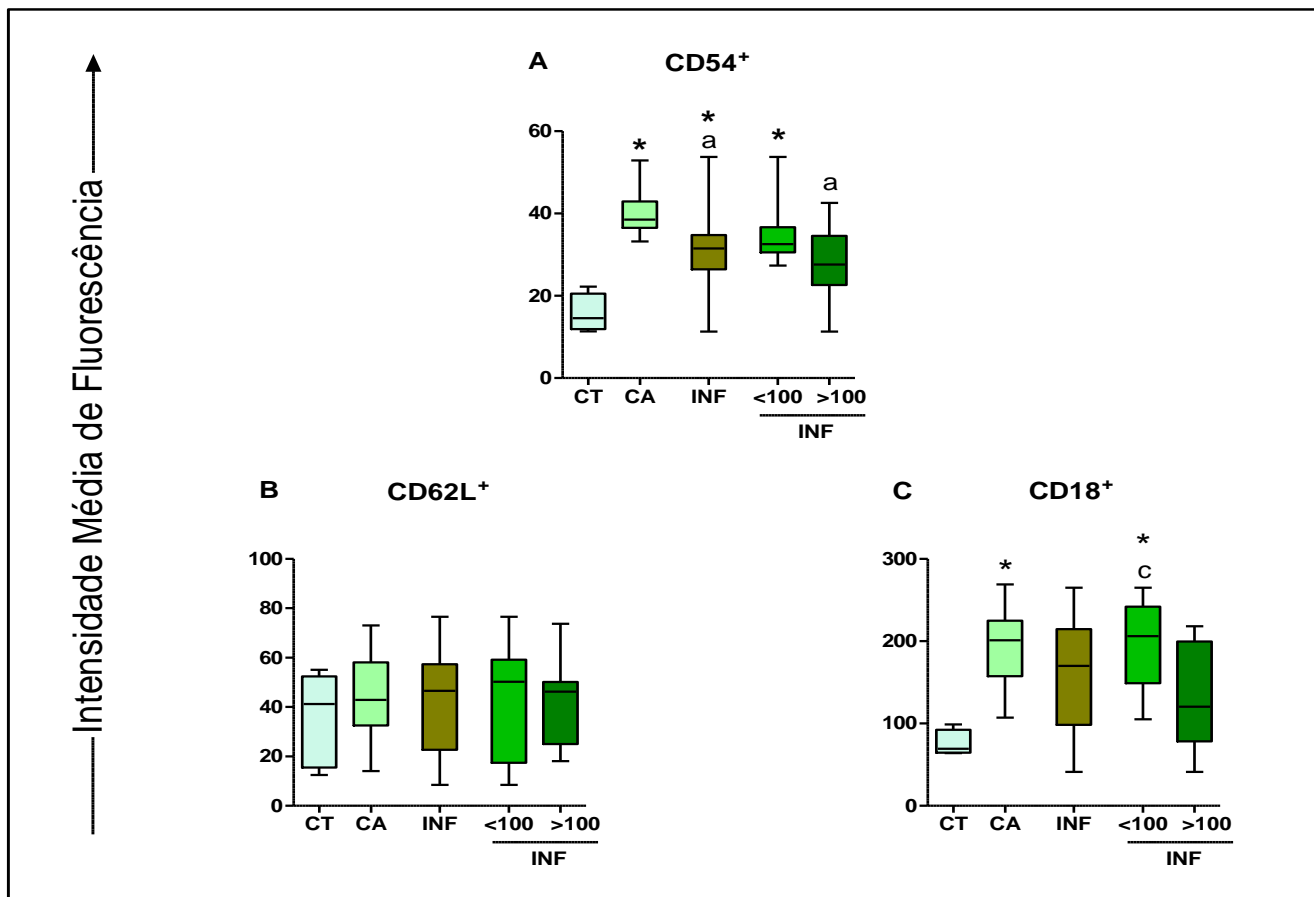 Intensidade Média de Fluorescência
A CD54+
* * *
a a
60
40
20
0
CT CA INF <100 >100
INF
B CD62L+
100
80
60
40
20
0
CT CA INF <100 >100
INF
C CD18+
* *
c
300
200
100
0
CT CA INF <100 >100
INF